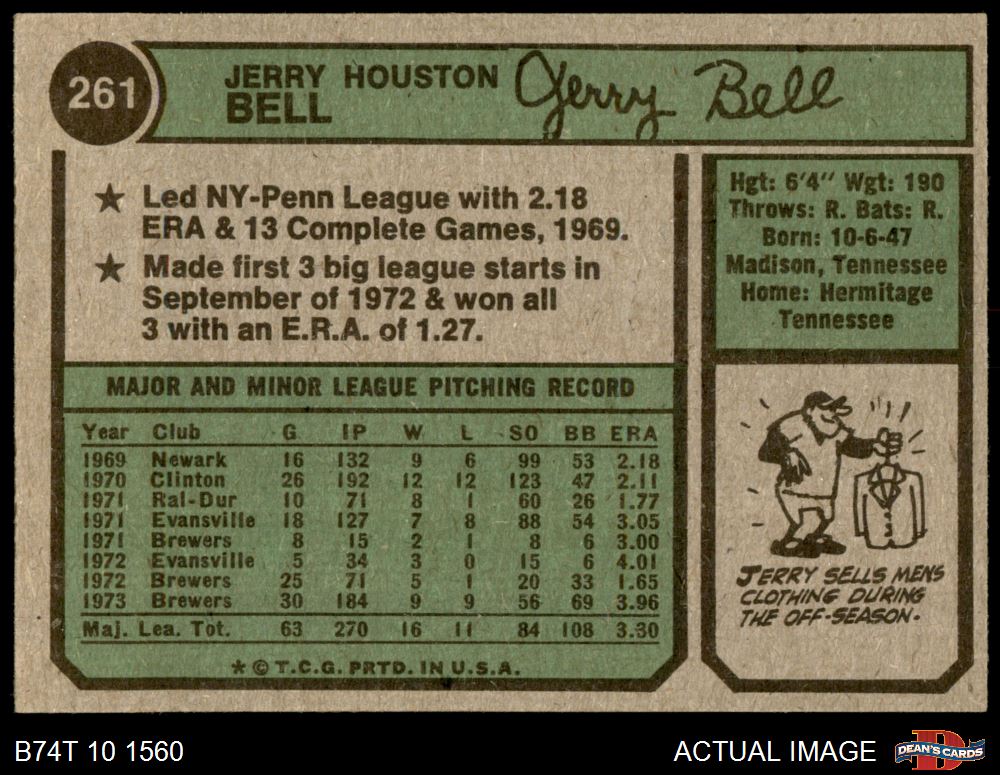 261
JERRY HOUSTON
BELL
Jerry Bell
★ Led NY-Penn League with 2.18
ERA & 13 Complete Games, 1969.
★ Made first 3 big league starts in
September of 1972 & won all
3 with an E.R.A. of 1.27.
Hgt: 6'4" Wgt: 190
Throws: R. Bats: R.
Born: 10-6-47
Madison, Tennessee
Home: Hermitage
Tennessee
MAJOR AND MINOR LEAGUE PITCHING RECORD
Year Club G IP W L SO BB ERA
1969 Newark 16 132 9 6 99 53 2.18
1970 Clinton 26 192 12 12 123 47 2.11
1971 Ral-Dur 10 71 8 1 60 26 1.77
1971 Evansville 18 127 7 8 88 54 3.05
1971 Brewers 8 15 2 1 8 6 3.00
1972 Evansville 5 34 3 0 15 6 4.01
1972 Brewers 25 71 5 1 20 33 1.65
1973 Brewers 30 184 9 9 56 69 3.96
Maj. Lea. Tot. 63 270 16 11 84 108 3.30
* © T.C.G. PRTD. IN U.S.A.
JERRY SELLS MENS
CLOTHING DURING
THE OFF-SEASON.
B74T 10 1560
ACTUAL IMAGE
DEAN'S CARDS